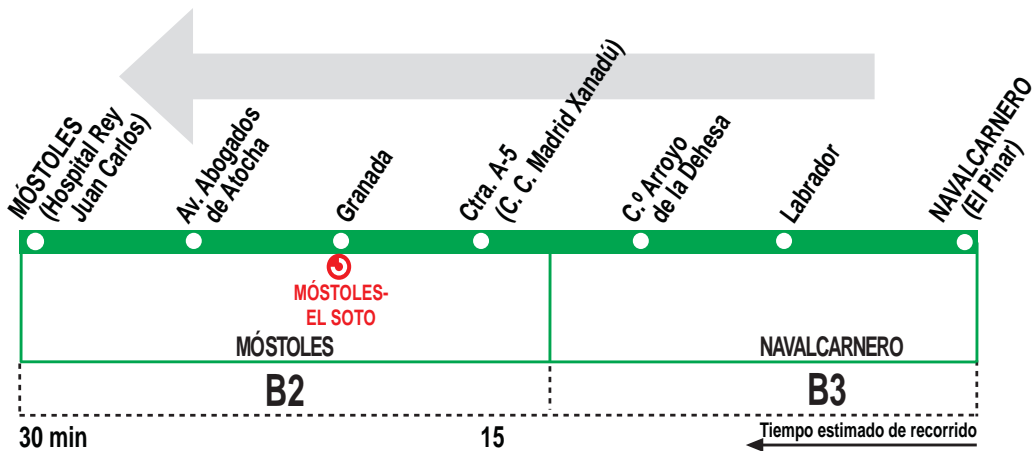 MÓSTOLES
(Hospital Rey
Juan Carlos)
Av. Abogados
de Atocha
Granada
Ctra. A-5
(C. C. Madrid Xanadú)
C.º Arroyo
de la Dehesa
Labrador
NAVALCARNERO
(El Pinar)
MÓSTOLES-
EL SOTO
MÓSTOLES
NAVALCARNERO
B2
B3
30 min
15
Tiempo estimado de recorrido